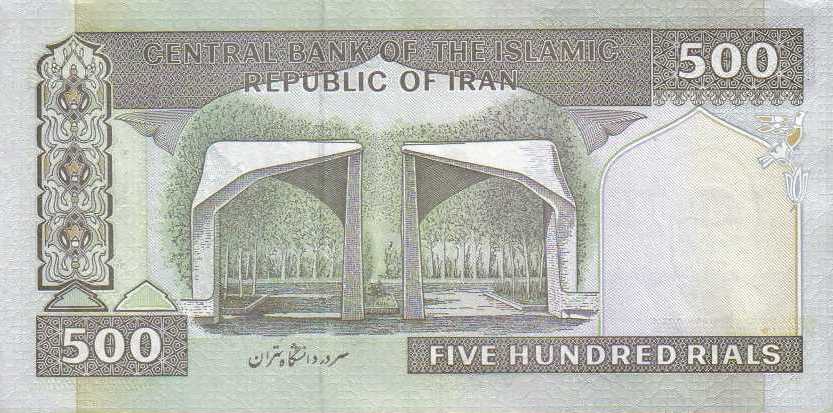 CENTRAL BANK OF THE ISLAMIC
REPUBLIC OF IRAN
500
500
سردر دانشگاه تهران
FIVE HUNDRED RIALS